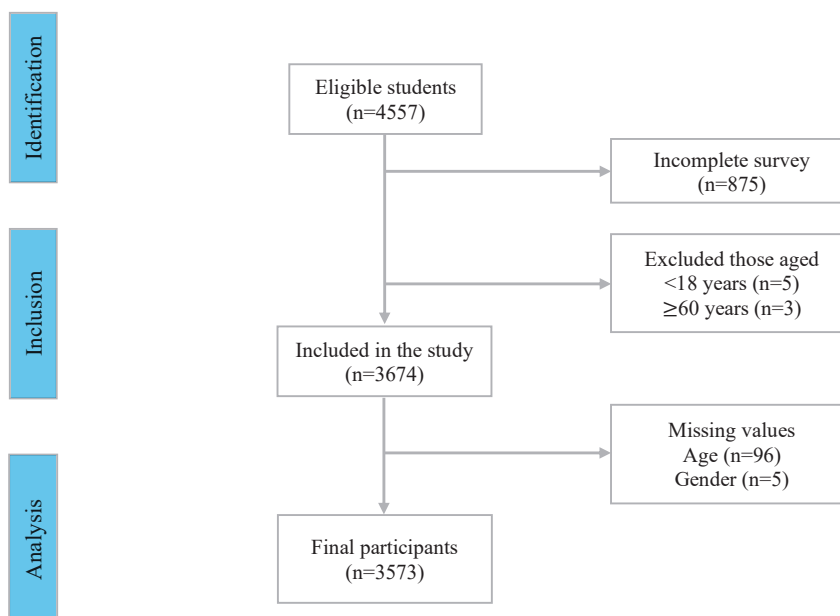 Identification
Eligible students
(n=4557)
Incomplete survey
(n=875)
Excluded those aged
<18 years (n=5)
≥60 years (n=3)
Inclusion
Included in the study
(n=3674)
Missing values
Age (n=96)
Gender (n=5)
Analysis
Final participants
(n=3573)